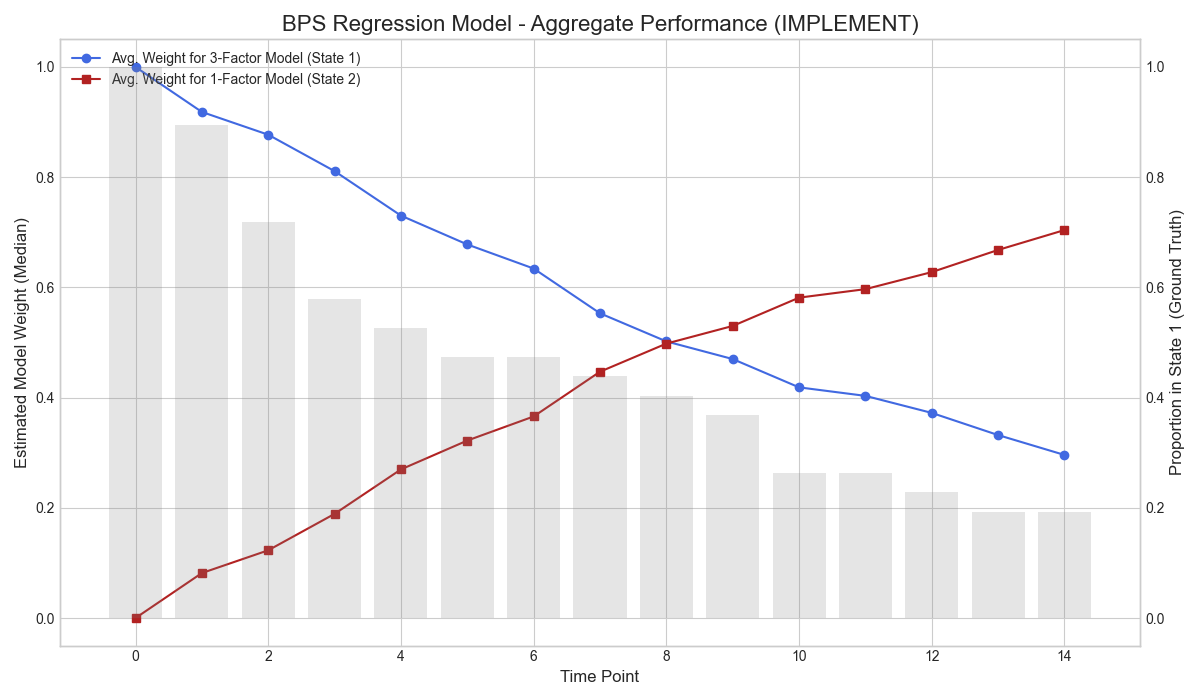 BPS Regression Model - Aggregate Performance (IMPLEMENT)
Avg. Weight for 3-Factor Model (State 1)
Avg. Weight for 1-Factor Model (State 2)
Estimated Model Weight (Median)
1.0
0.8
0.6
0.4
0.2
0.0
1.0
0.8
0.6
0.4
0.2
0.0
Proportion in State 1 (Ground Truth)
0 2 4 6 8 10 12 14
Time Point